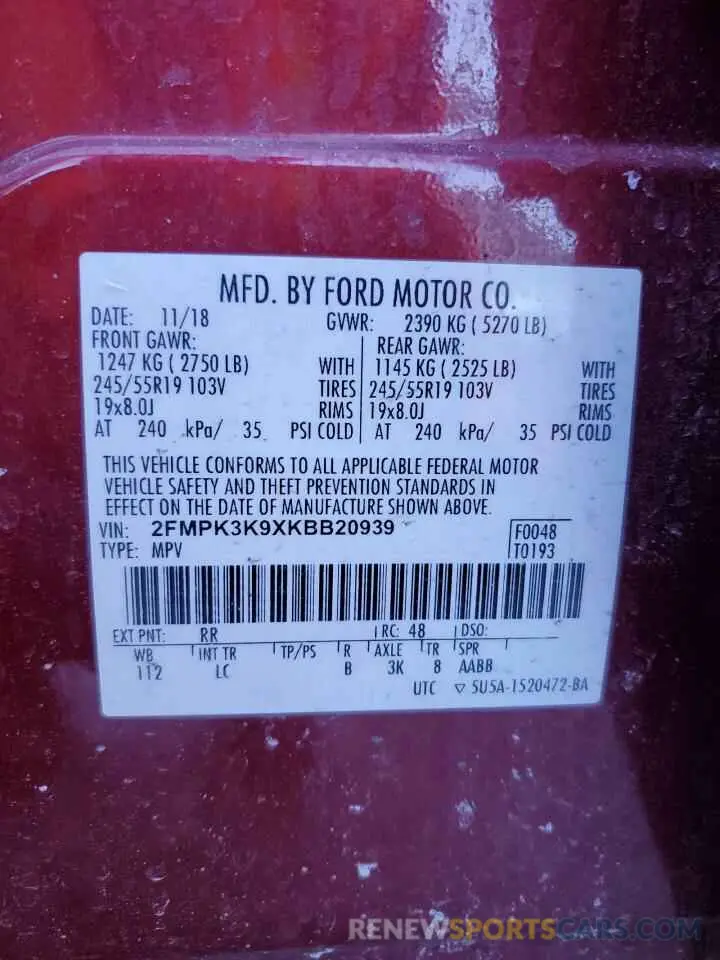 MFD. BY FORD MOTOR CO.
DATE: 11/18 GVWR: 2390 KG ( 5270 LB)
FRONT GAWR: REAR GAWR:
1247 KG ( 2750 LB) WITH 1145 KG ( 2525 LB) WITH
245/55R19 103V TIRES 245/55R19 103V TIRES
19x8.0J RIMS 19x8.0J RIMS
AT 240 kPa/ 35 PSI COLD AT 240 kPa/ 35 PSI COLD
THIS VEHICLE CONFORMS TO ALL APPLICABLE FEDERAL MOTOR
VEHICLE SAFETY AND THEFT PREVENTION STANDARDS IN
EFFECT ON THE DATE OF MANUFACTURE SHOWN ABOVE.
VIN: 2FMPK3K9XKBB20939 F0048
TYPE: MPV T0193
EXT PNT: RR RC: 48 DSO:
WB INT TR TP/PS R AXLE TR SPR
112 LC B 3K 8 AABB
UTC ▽ 5U5A-1520472-BA
RENEWSPORTSCARS.COM